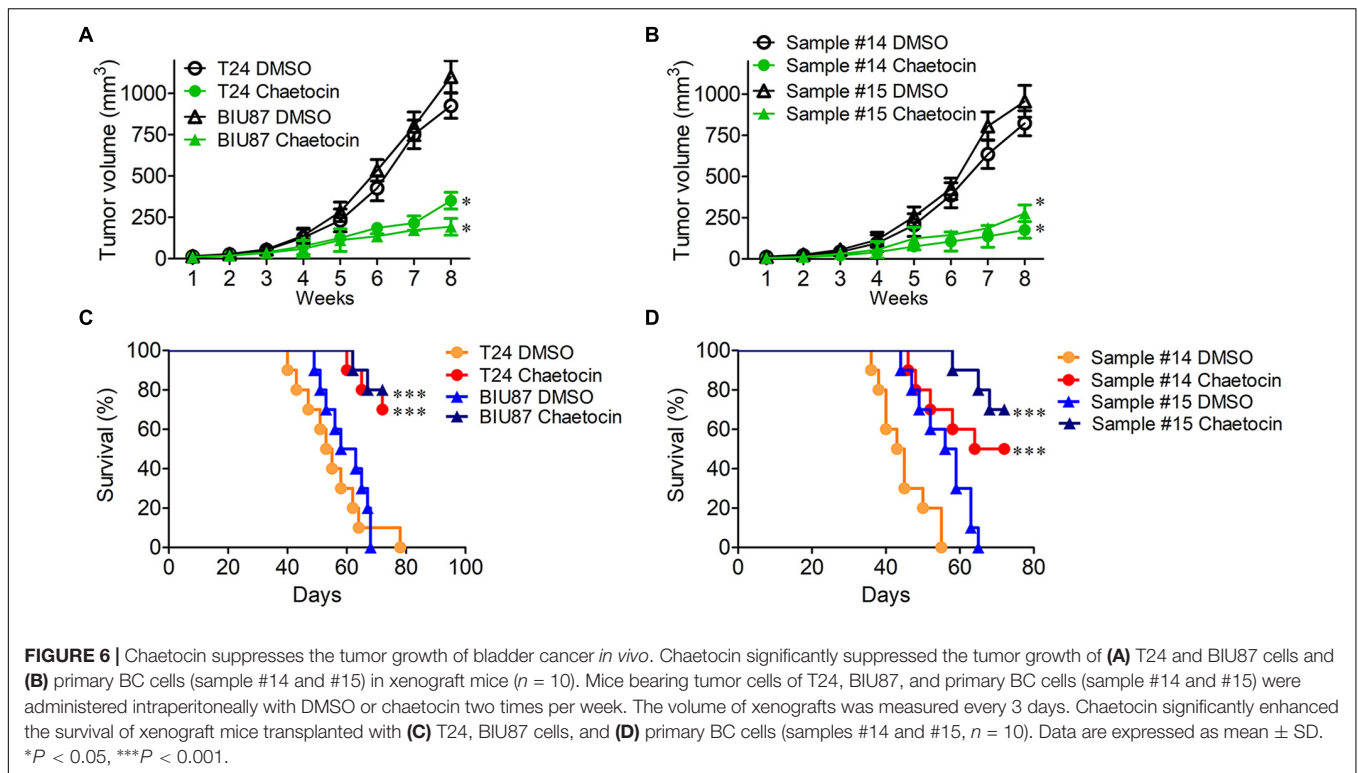 A
T24 DMSO
T24 Chaetocin
BIU87 DMSO
BIU87 Chaetocin
Tumor volume (mm³)
1000
750
500
250
0
*
*
1 2 3 4 5 6 7 8
Weeks
B
Sample #14 DMSO
Sample #14 Chaetocin
Sample #15 DMSO
Sample #15 Chaetocin
Tumor volume (mm³)
1000
750
500
250
0
*
*
1 2 3 4 5 6 7 8
Weeks
C
T24 DMSO
T24 Chaetocin
BIU87 DMSO
BIU87 Chaetocin
Survival (%)
100
80
60
40
20
0
***
***
0 20 40 60 80 100
Days
D
Sample #14 DMSO
Sample #14 Chaetocin
Sample #15 DMSO
Sample #15 Chaetocin
Survival (%)
100
80
60
40
20
0
***
***
0 20 40 60 80
Days
FIGURE 6 | Chaetocin suppresses the tumor growth of bladder cancer in vivo. Chaetocin significantly suppressed the tumor growth of (A) T24 and BIU87 cells and
(B) primary BC cells (sample #14 and #15) in xenograft mice (n = 10). Mice bearing tumor cells of T24, BIU87, and primary BC cells (sample #14 and #15) were
administered intraperitoneally with DMSO or chaetocin two times per week. The volume of xenografts was measured every 3 days. Chaetocin significantly enhanced
the survival of xenograft mice transplanted with (C) T24, BIU87 cells, and (D) primary BC cells (samples #14 and #15, n = 10). Data are expressed as mean ± SD.
*P < 0.05, ***P < 0.001.